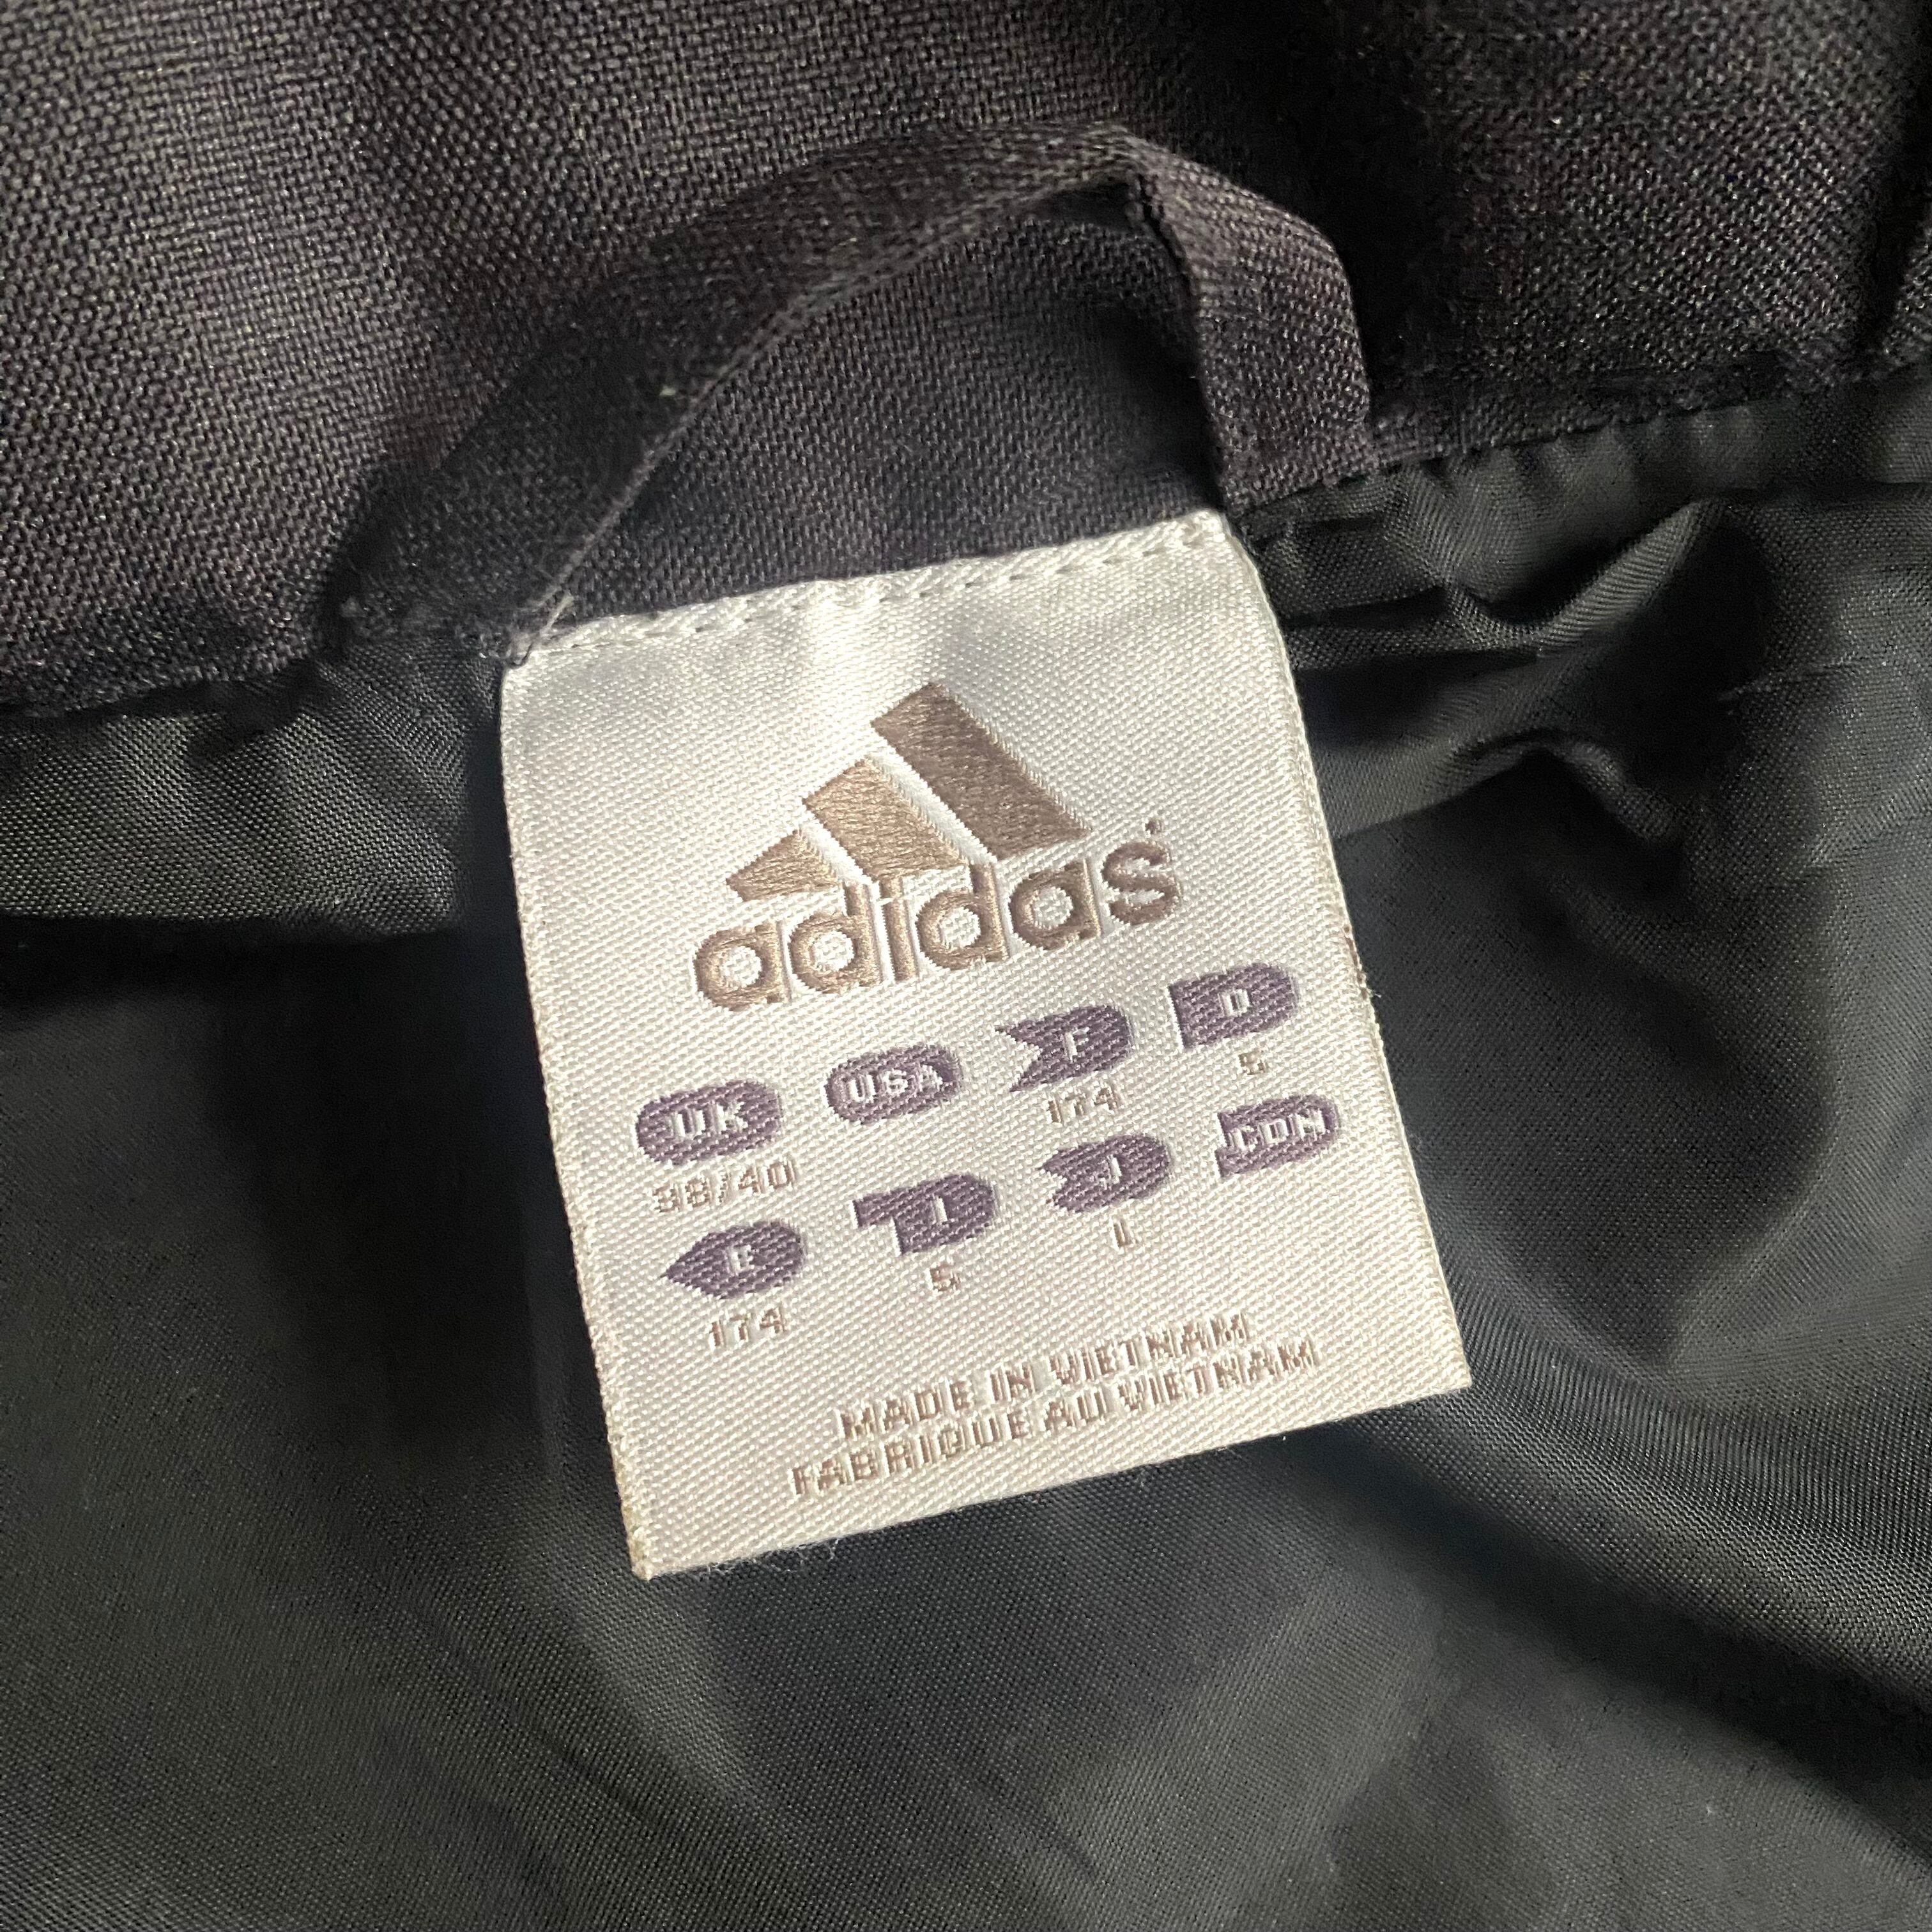 adidas
UK USA F D
38/40 174 5
E I J CDN
174 5 L
MADE IN VIETNAM
FABRIQUE AU VIETNAM